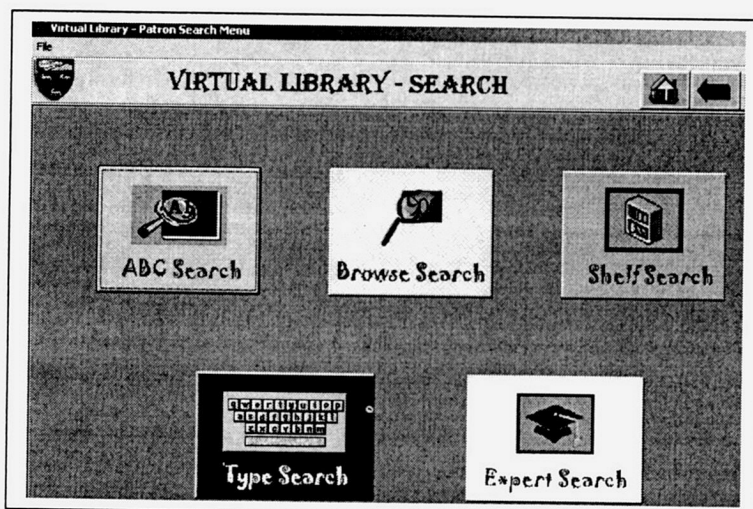 Virtual Library - Patron Search Menu
File
VIRTUAL LIBRARY - SEARCH
ABC Search
Browse Search
Shelf Search
Type Search
Expert Search